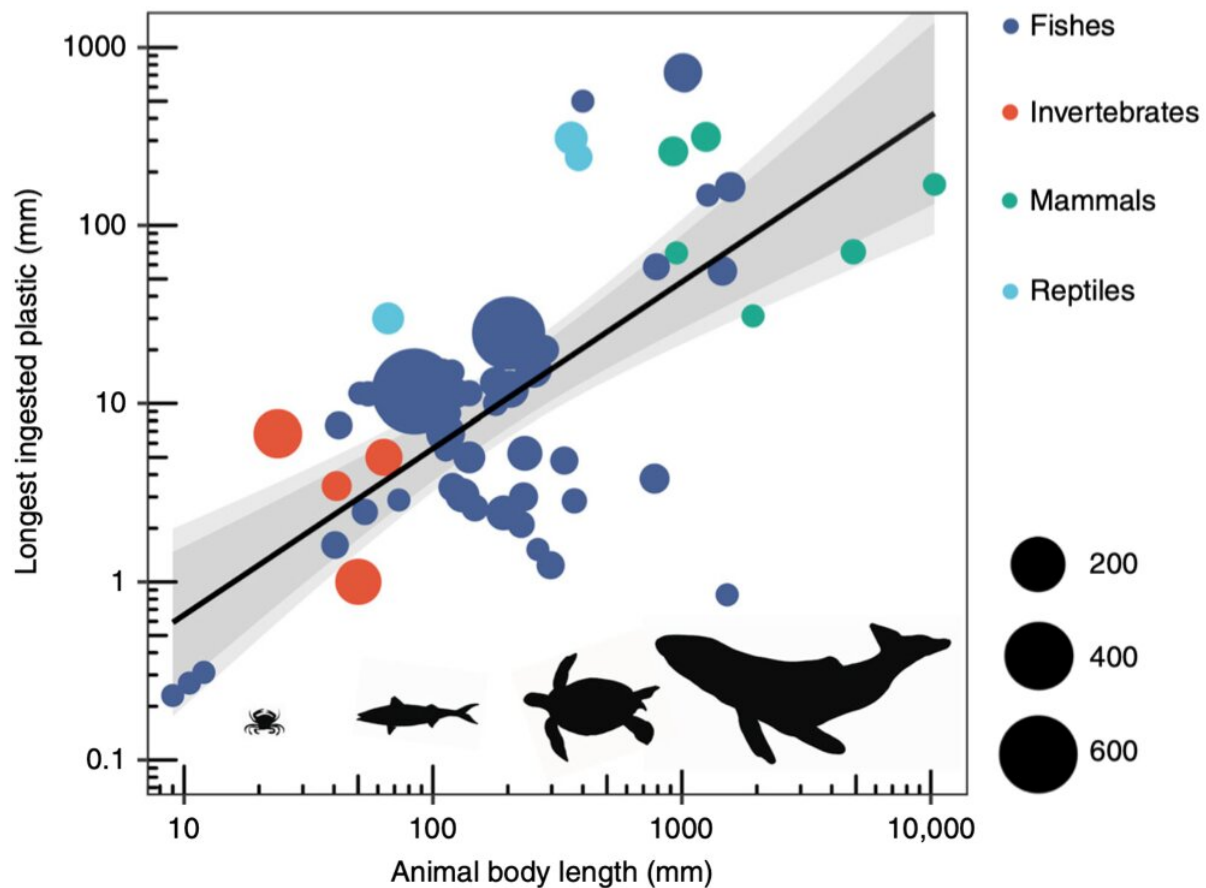 1000
100
10
1
0.1
Longest ingested plastic (mm)
10
100
1000
10,000
Animal body length (mm)
Fishes
Invertebrates
Mammals
Reptiles
200
400
600